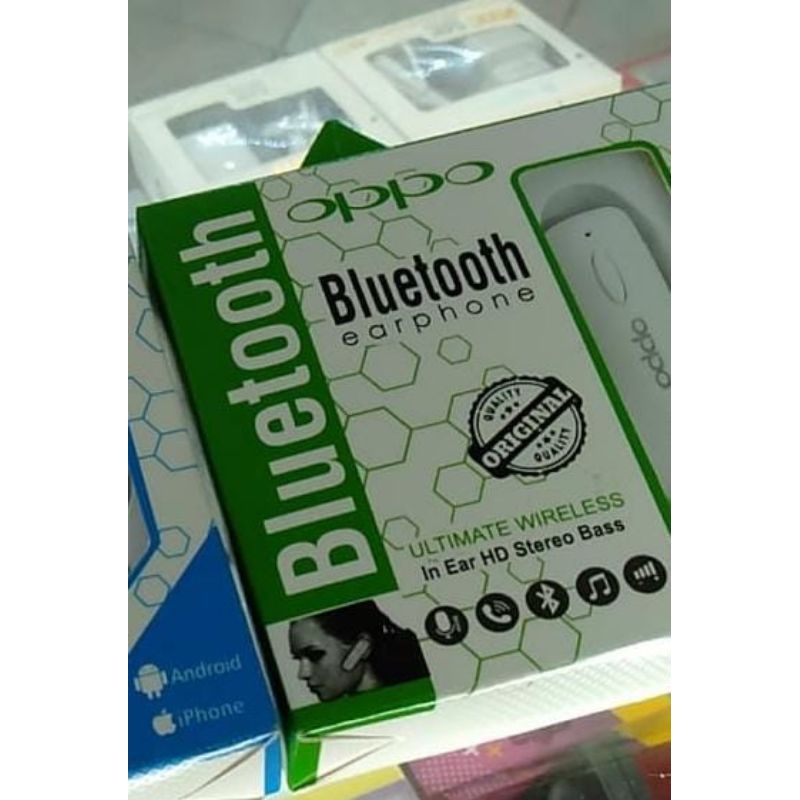 oppo
Bluetooth
Bluetooth
earphone
oppo
QUALITY
ORIGINAL
QUALITY
ULTIMATE WIRELESS
In Ear HD Stereo Bass
Android
iPhone